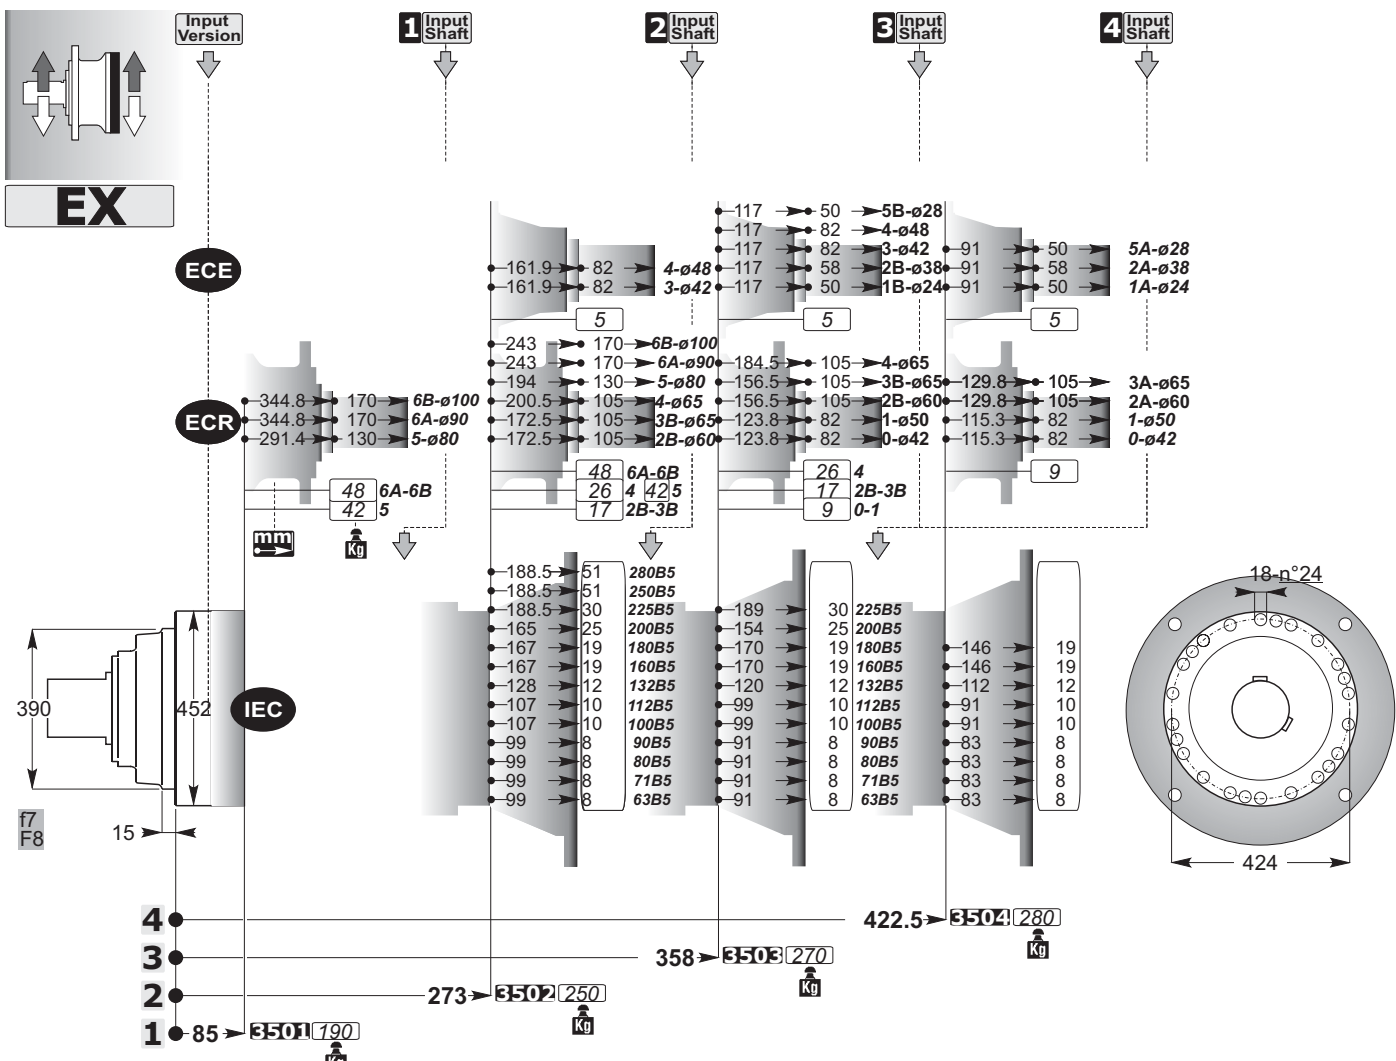 Input Version
1 Input Shaft
2 Input Shaft
3 Input Shaft
4 Input Shaft
EX
117 50 5B-ø28
117 82 4-ø48
ECE
117 82 3-ø42 91 50 5A-ø28
161.9 82 4-ø48 117 58 2B-ø38 91 58 2A-ø38
161.9 82 3-ø42 117 50 1B-ø24 91 50 1A-ø24
5 5 5
243 170 6B-ø100
243 170 6A-ø90 184.5 105 4-ø65
194 130 5-ø80 156.5 105 3B-ø65 129.8 105 3A-ø65
ECR
344.8 170 6B-ø100 200.5 105 4-ø65 156.5 105 2B-ø60 129.8 105 2A-ø60
344.8 170 6A-ø90 172.5 105 3B-ø65 123.8 82 1-ø50 115.3 82 1-ø50
291.4 130 5-ø80 172.5 105 2B-ø60 123.8 82 0-ø42 115.3 82 0-ø42
48 6A-6B 26 4 9
48 6A-6B 26 4 42 5 17 2B-3B
42 5 17 2B-3B 9 0-1
mm Kg
188.5 51 280B5
188.5 51 250B5
188.5 30 225B5 189 30 225B5
165 25 200B5 154 25 200B5
167 19 180B5 170 19 180B5 146 19
167 19 160B5 170 19 160B5 146 19
128 12 132B5 120 12 132B5 112 12
107 10 112B5 99 10 112B5 91 10
107 10 100B5 99 10 100B5 91 10
99 8 90B5 91 8 90B5 83 8
99 8 80B5 91 8 80B5 83 8
99 8 71B5 91 8 71B5 83 8
99 8 63B5 91 8 63B5 83 8
390
452
IEC
18-n°24
424
f7
F8
15
4 422.5 3504 280
Kg
3 358 3503 270
Kg
2 273 3502 250
Kg
1 85 3501 190
Kg